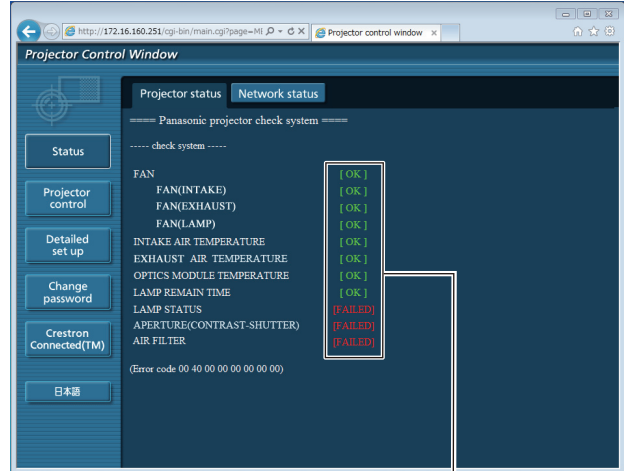 http://172.16.160.251/cgi-bin/main.cgi?page=MI
Projector control window
Projector Control Window
Projector status
Network status
==== Panasonic projector check system ====
----- check system -----
FAN [ OK ]
FAN(INTAKE) [ OK ]
FAN(EXHAUST) [ OK ]
FAN(LAMP) [ OK ]
INTAKE AIR TEMPERATURE [ OK ]
EXHAUST AIR TEMPERATURE [ OK ]
OPTICS MODULE TEMPERATURE [ OK ]
LAMP REMAIN TIME [ OK ]
LAMP STATUS [FAILED]
APERTURE(CONTRAST-SHUTTER) [FAILED]
AIR FILTER [FAILED]
(Error code 00 40 00 00 00 00 00 00)
Status
Projector
control
Detailed
set up
Change
password
Crestron
Connected(TM)
日本語